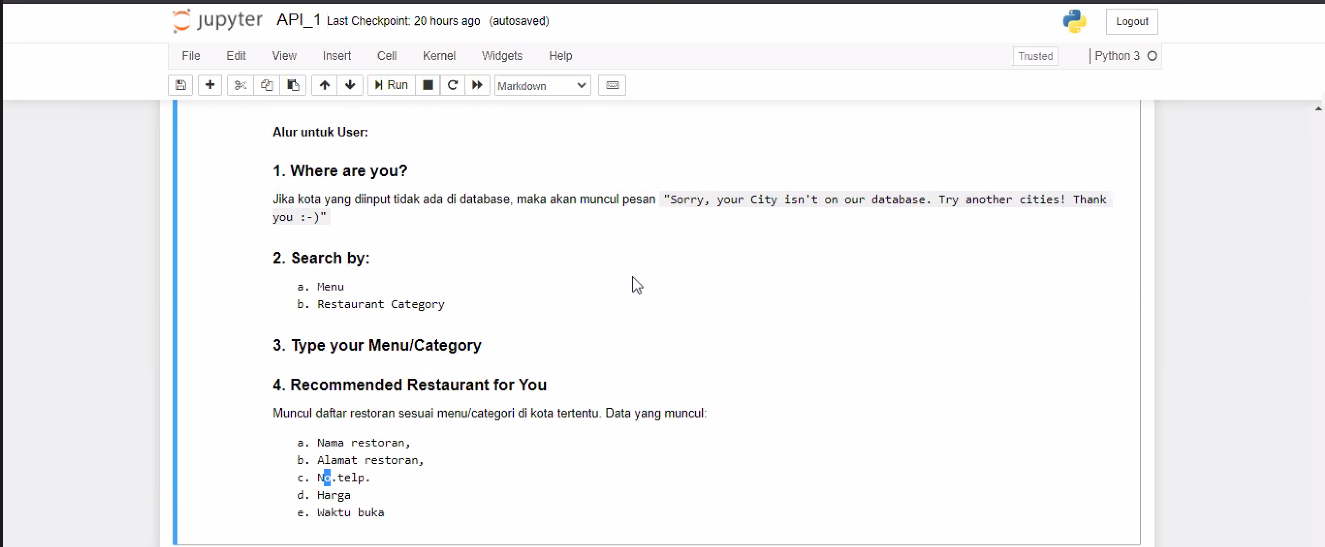 jupyter API_1 Last Checkpoint: 20 hours ago (autosaved) Logout
File Edit View Insert Cell Kernel Widgets Help Trusted Python 3
Run Markdown
Alur untuk User:
1. Where are you?
Jika kota yang diinput tidak ada di database, maka akan muncul pesan "Sorry, your City isn't on our database. Try another cities! Thank
you :-)"
2. Search by:
a. Menu
b. Restaurant Category
3. Type your Menu/Category
4. Recommended Restaurant for You
Muncul daftar restoran sesuai menu/categori di kota tertentu. Data yang muncul:
a. Nama restoran,
b. Alamat restoran,
c. No.telp.
d. Harga
e. Waktu buka